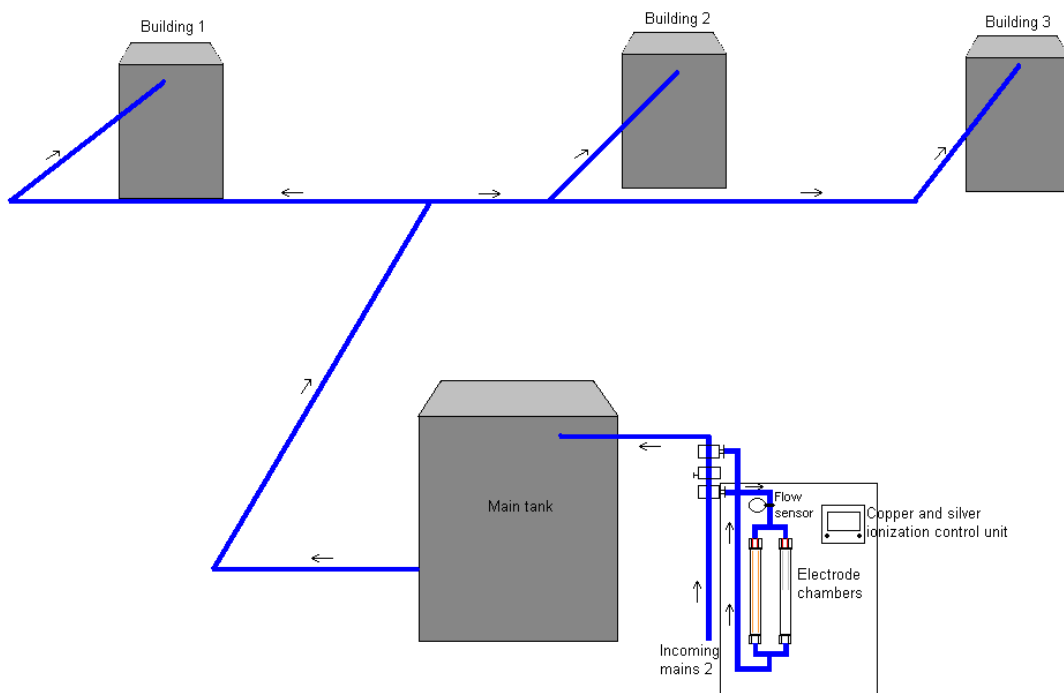 Building 1
Building 2
Building 3
Main tank
Flow
sensor
Copper and silver
ionization control unit
Electrode
chambers
Incoming
mains 2